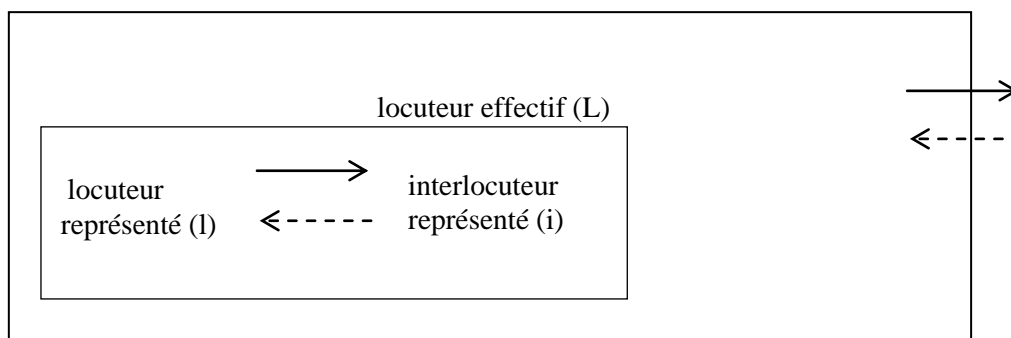 locuteur effectif (L)
locuteur
représenté (l)
interlocuteur
représenté (i)